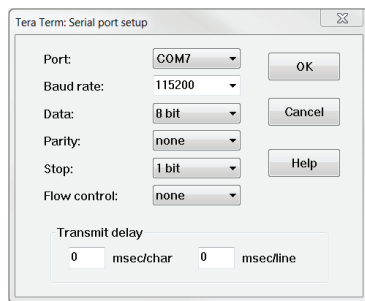 Tera Term: Serial port setup
Port: COM7 OK
Baud rate: 115200
Data: 8 bit Cancel
Parity: none
Stop: 1 bit Help
Flow control: none
Transmit delay
0 msec/char 0 msec/line